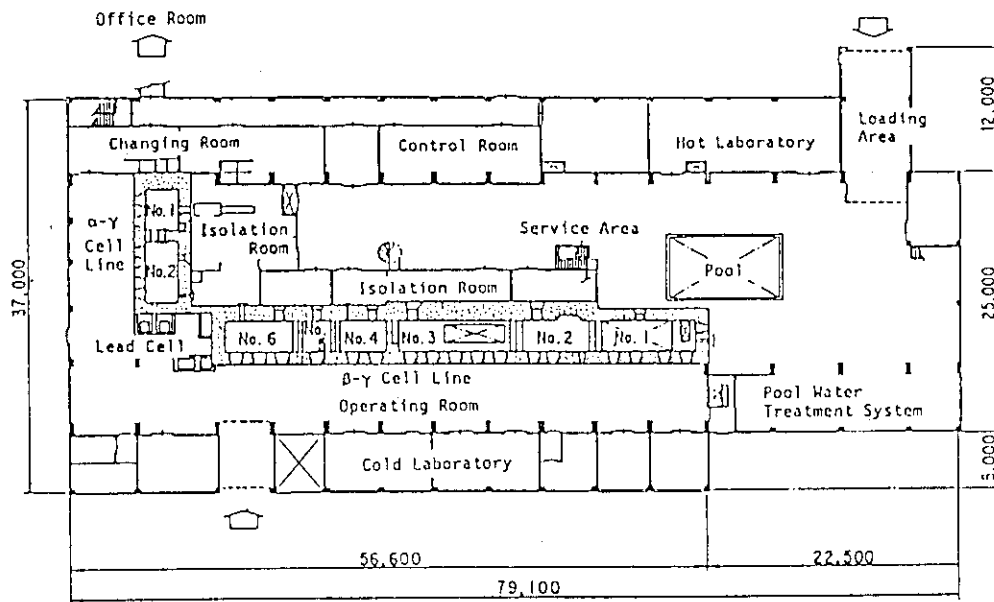 Office Room
Changing Room
Control Room
Hot Laboratory
Loading
Area
12,000
No.1
α-γ
Cell
Line
Isolation
Room
Service Area
No.2
Pool
Isolation Room
37,000
25,000
Lead Cell
No.6
No.
No.4
No.3
No.2
No.1
β-γ Cell Line
Operating Room
Pool Water
Treatment System
Cold Laboratory
56,600
22,500
79,100